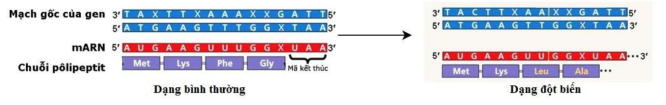 Mạch gốc của gen 3' T A X T T X A A A X X G A T T 5'
5' A T G A A G T T T G G X T A A 3'
mARN 5' A U G A A G U U U G G X U A A 3'
Chuỗi pôlipeptit Met Lys Phe Gly Mã kết thúc
Dạng bình thường
3' T A C T T X A A X X G A T T 5'
5' A T G A A G T T G G X T A A 3'
5' A U G A A G U U G G X U A A ...3'
Met Lys Leu Ala ...
Dạng đột biến